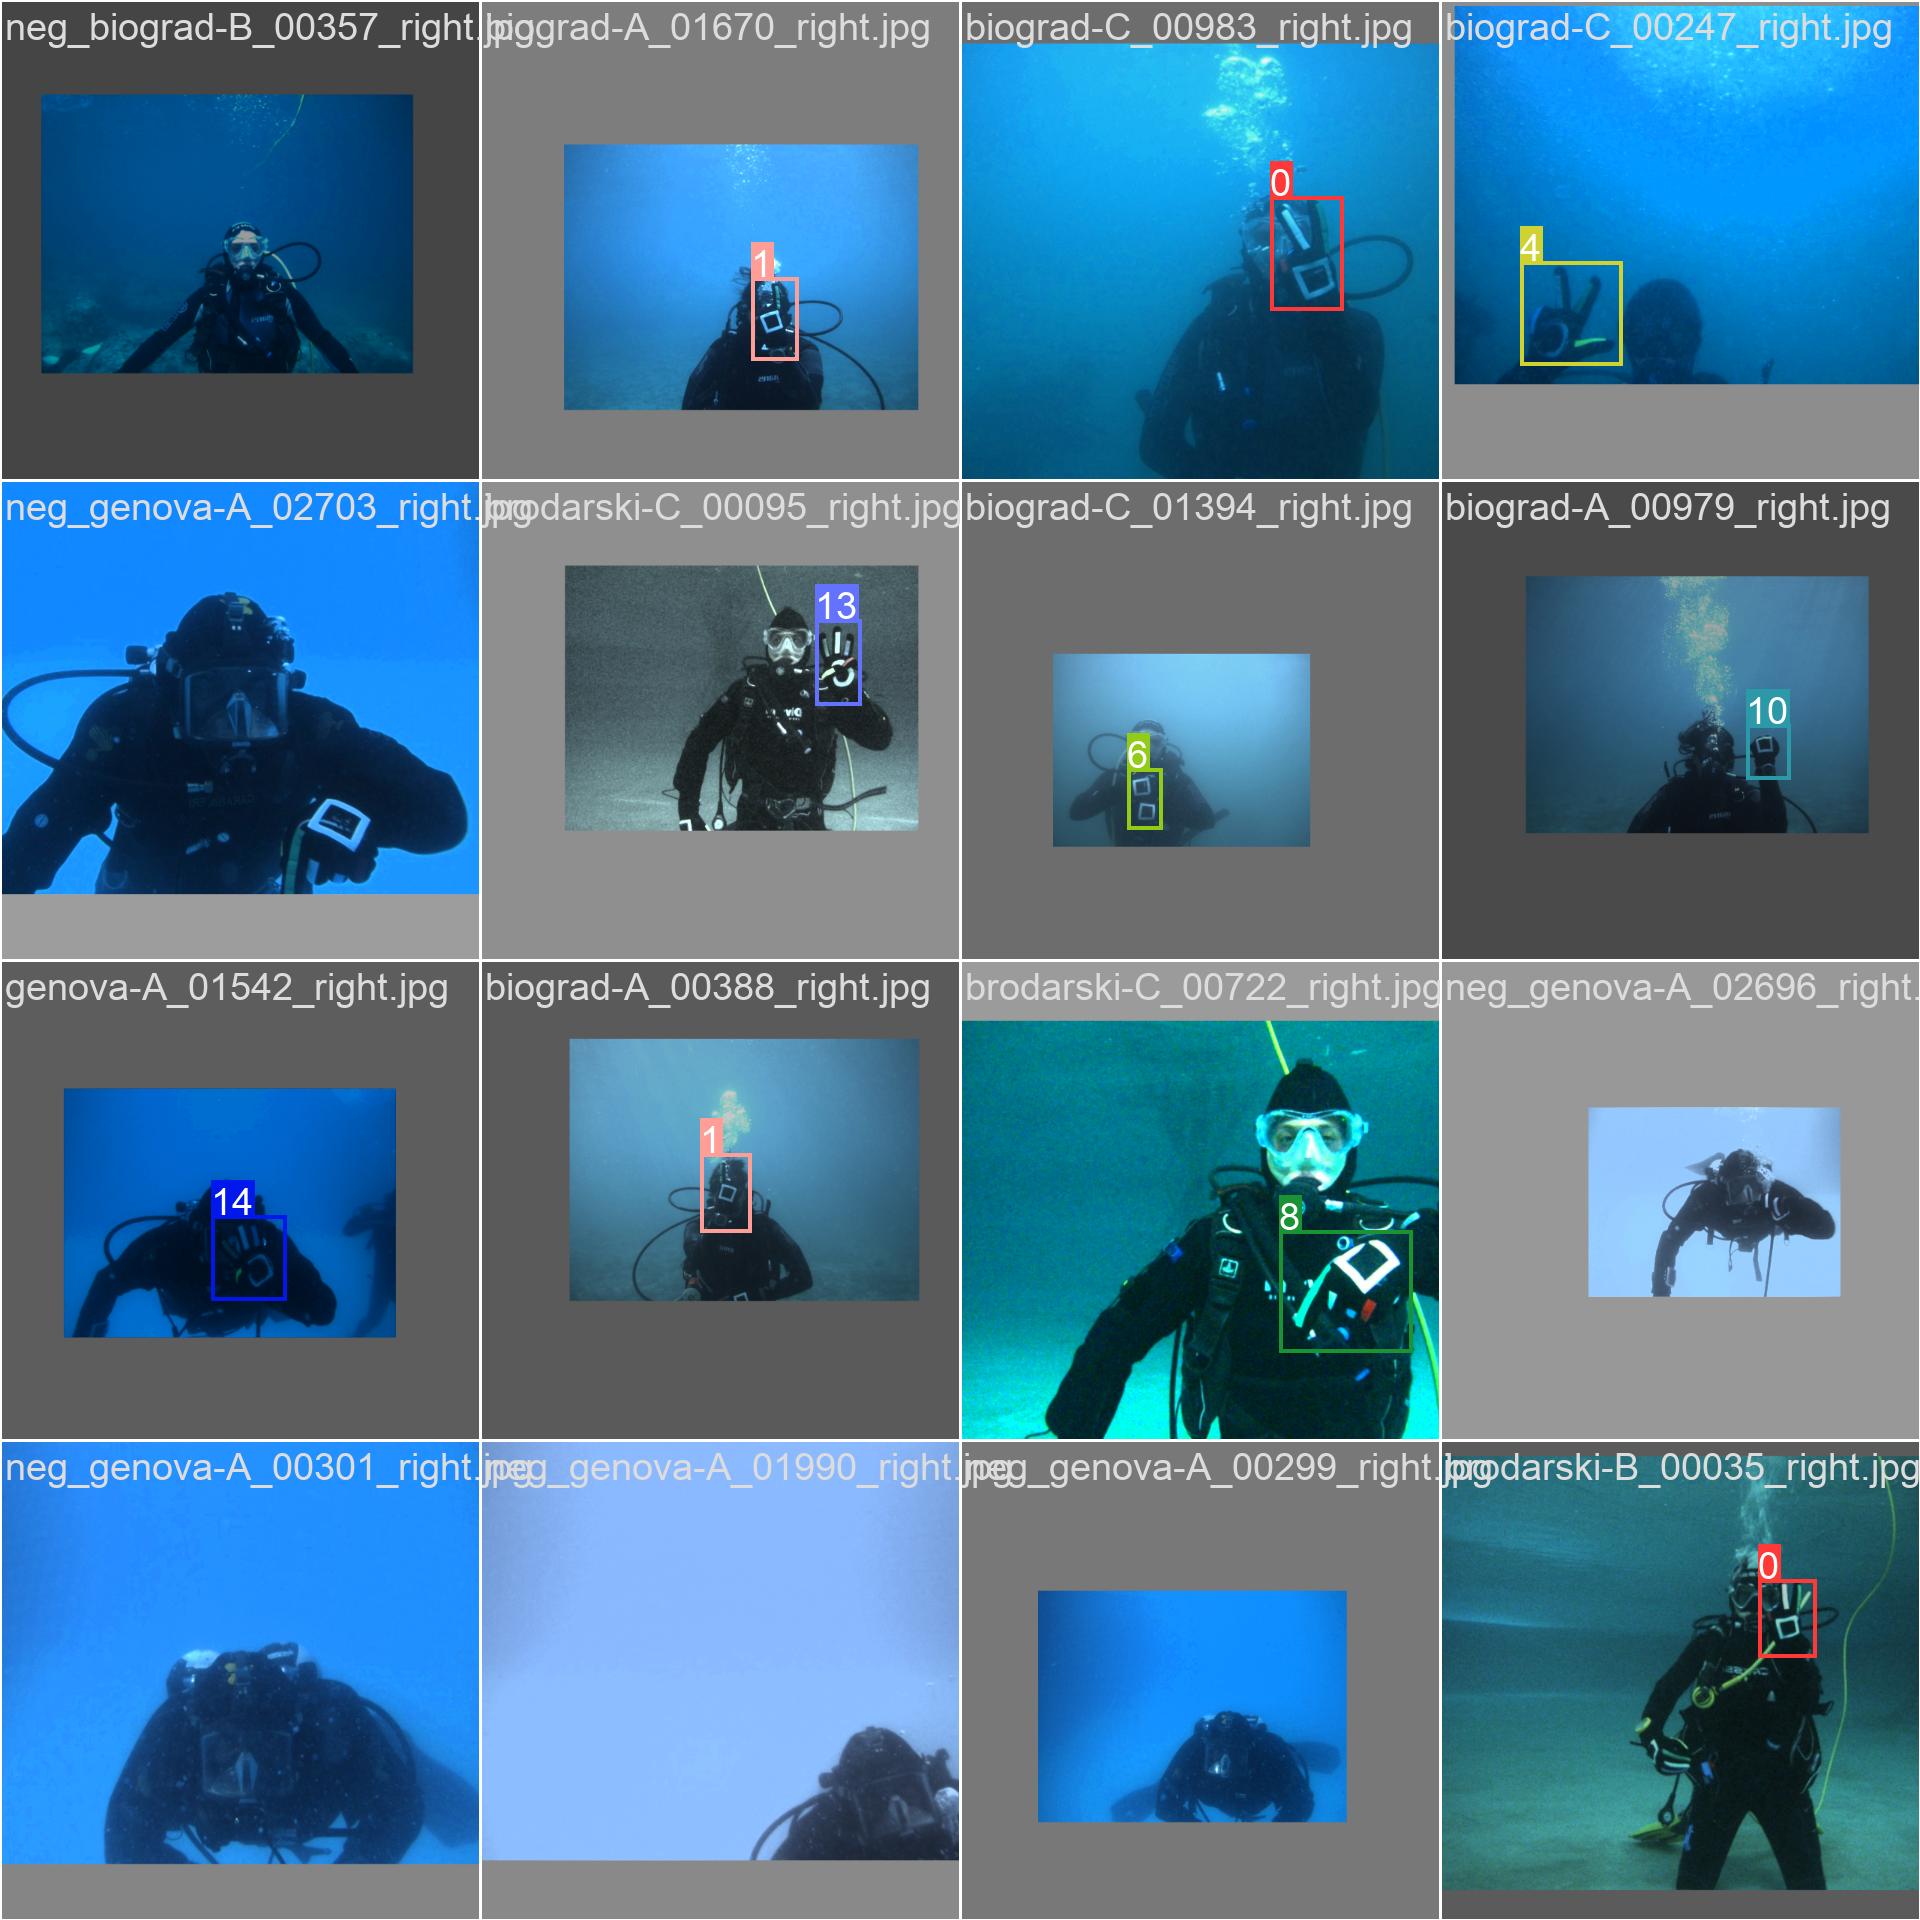 neg_biograd-B_00357_right.jpg
biograd-A_01670_right.jpg
biograd-C_00983_right.jpg
biograd-C_00247_right.jpg
1
0
4
neg_genova-A_02703_right.jpg
brodarski-C_00095_right.jpg
biograd-C_01394_right.jpg
biograd-A_00979_right.jpg
13
6
10
genova-A_01542_right.jpg
biograd-A_00388_right.jpg
brodarski-C_00722_right.jpg
neg_genova-A_02696_right.
14
1
8
neg_genova-A_00301_right.jpg
neg_genova-A_01990_right.jpg
neg_genova-A_00299_right.jpg
brodarski-B_00035_right.jpg
0